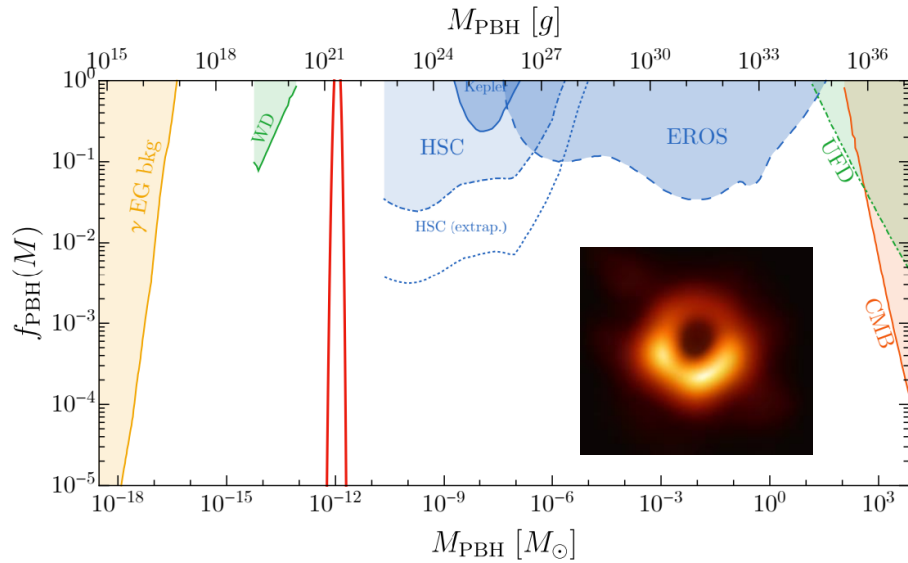 M_PBH [g]
10^15 10^18 10^21 10^24 10^27 10^30 10^33 10^36
10^0
10^-1
10^-2
10^-3
10^-4
10^-5
f_PBH(M)
γ EG bkg
WD
HSC
Kepler
EROS
HSC (extrap.)
UFD
CMB
10^-18 10^-15 10^-12 10^-9 10^-6 10^-3 10^0 10^3
M_PBH [M_⊙]